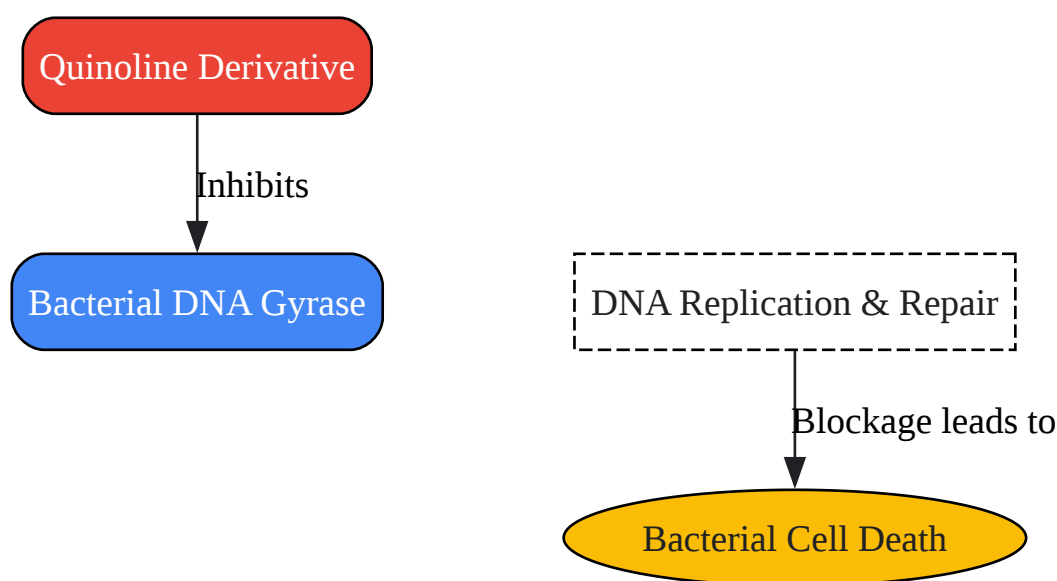 Quinoline Derivative
Inhibits
Bacterial DNA Gyrase
DNA Replication & Repair
Blockage leads to
Bacterial Cell Death